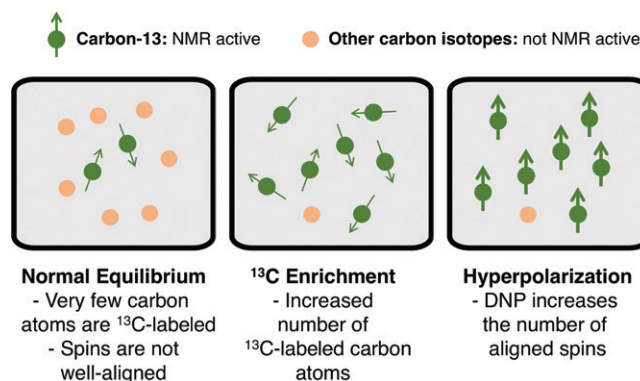 Carbon-13: NMR active
Other carbon isotopes: not NMR active
Normal Equilibrium
- Very few carbon
atoms are ¹³C-labeled
- Spins are not
well-aligned
¹³C Enrichment
- Increased
number of
¹³C-labeled carbon
atoms
Hyperpolarization
- DNP increases
the number of
aligned spins